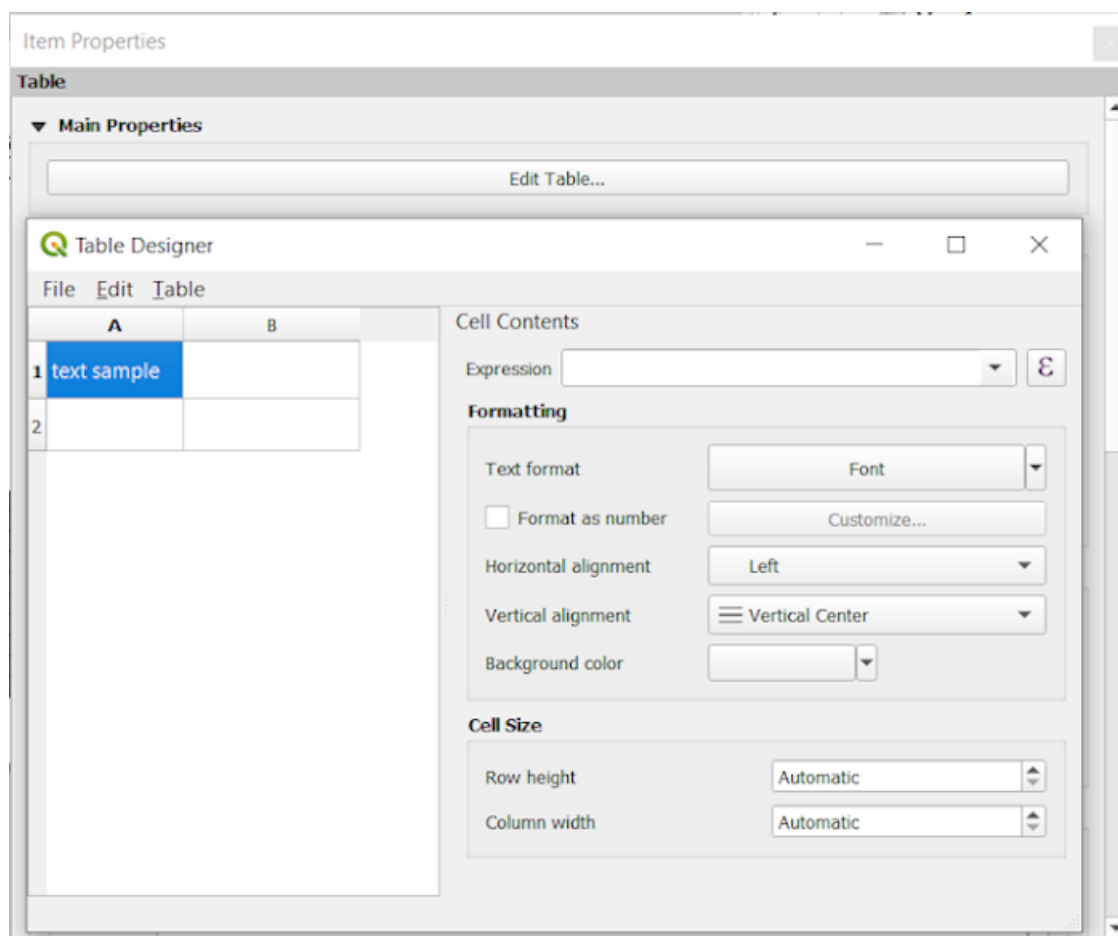 Item Properties
Table
Main Properties
Edit Table...
Table Designer
File Edit Table
A B
1 text sample
2
Cell Contents
Expression ε
Formatting
Text format Font
Format as number Customize...
Horizontal alignment Left
Vertical alignment Vertical Center
Background color
Cell Size
Row height Automatic
Column width Automatic